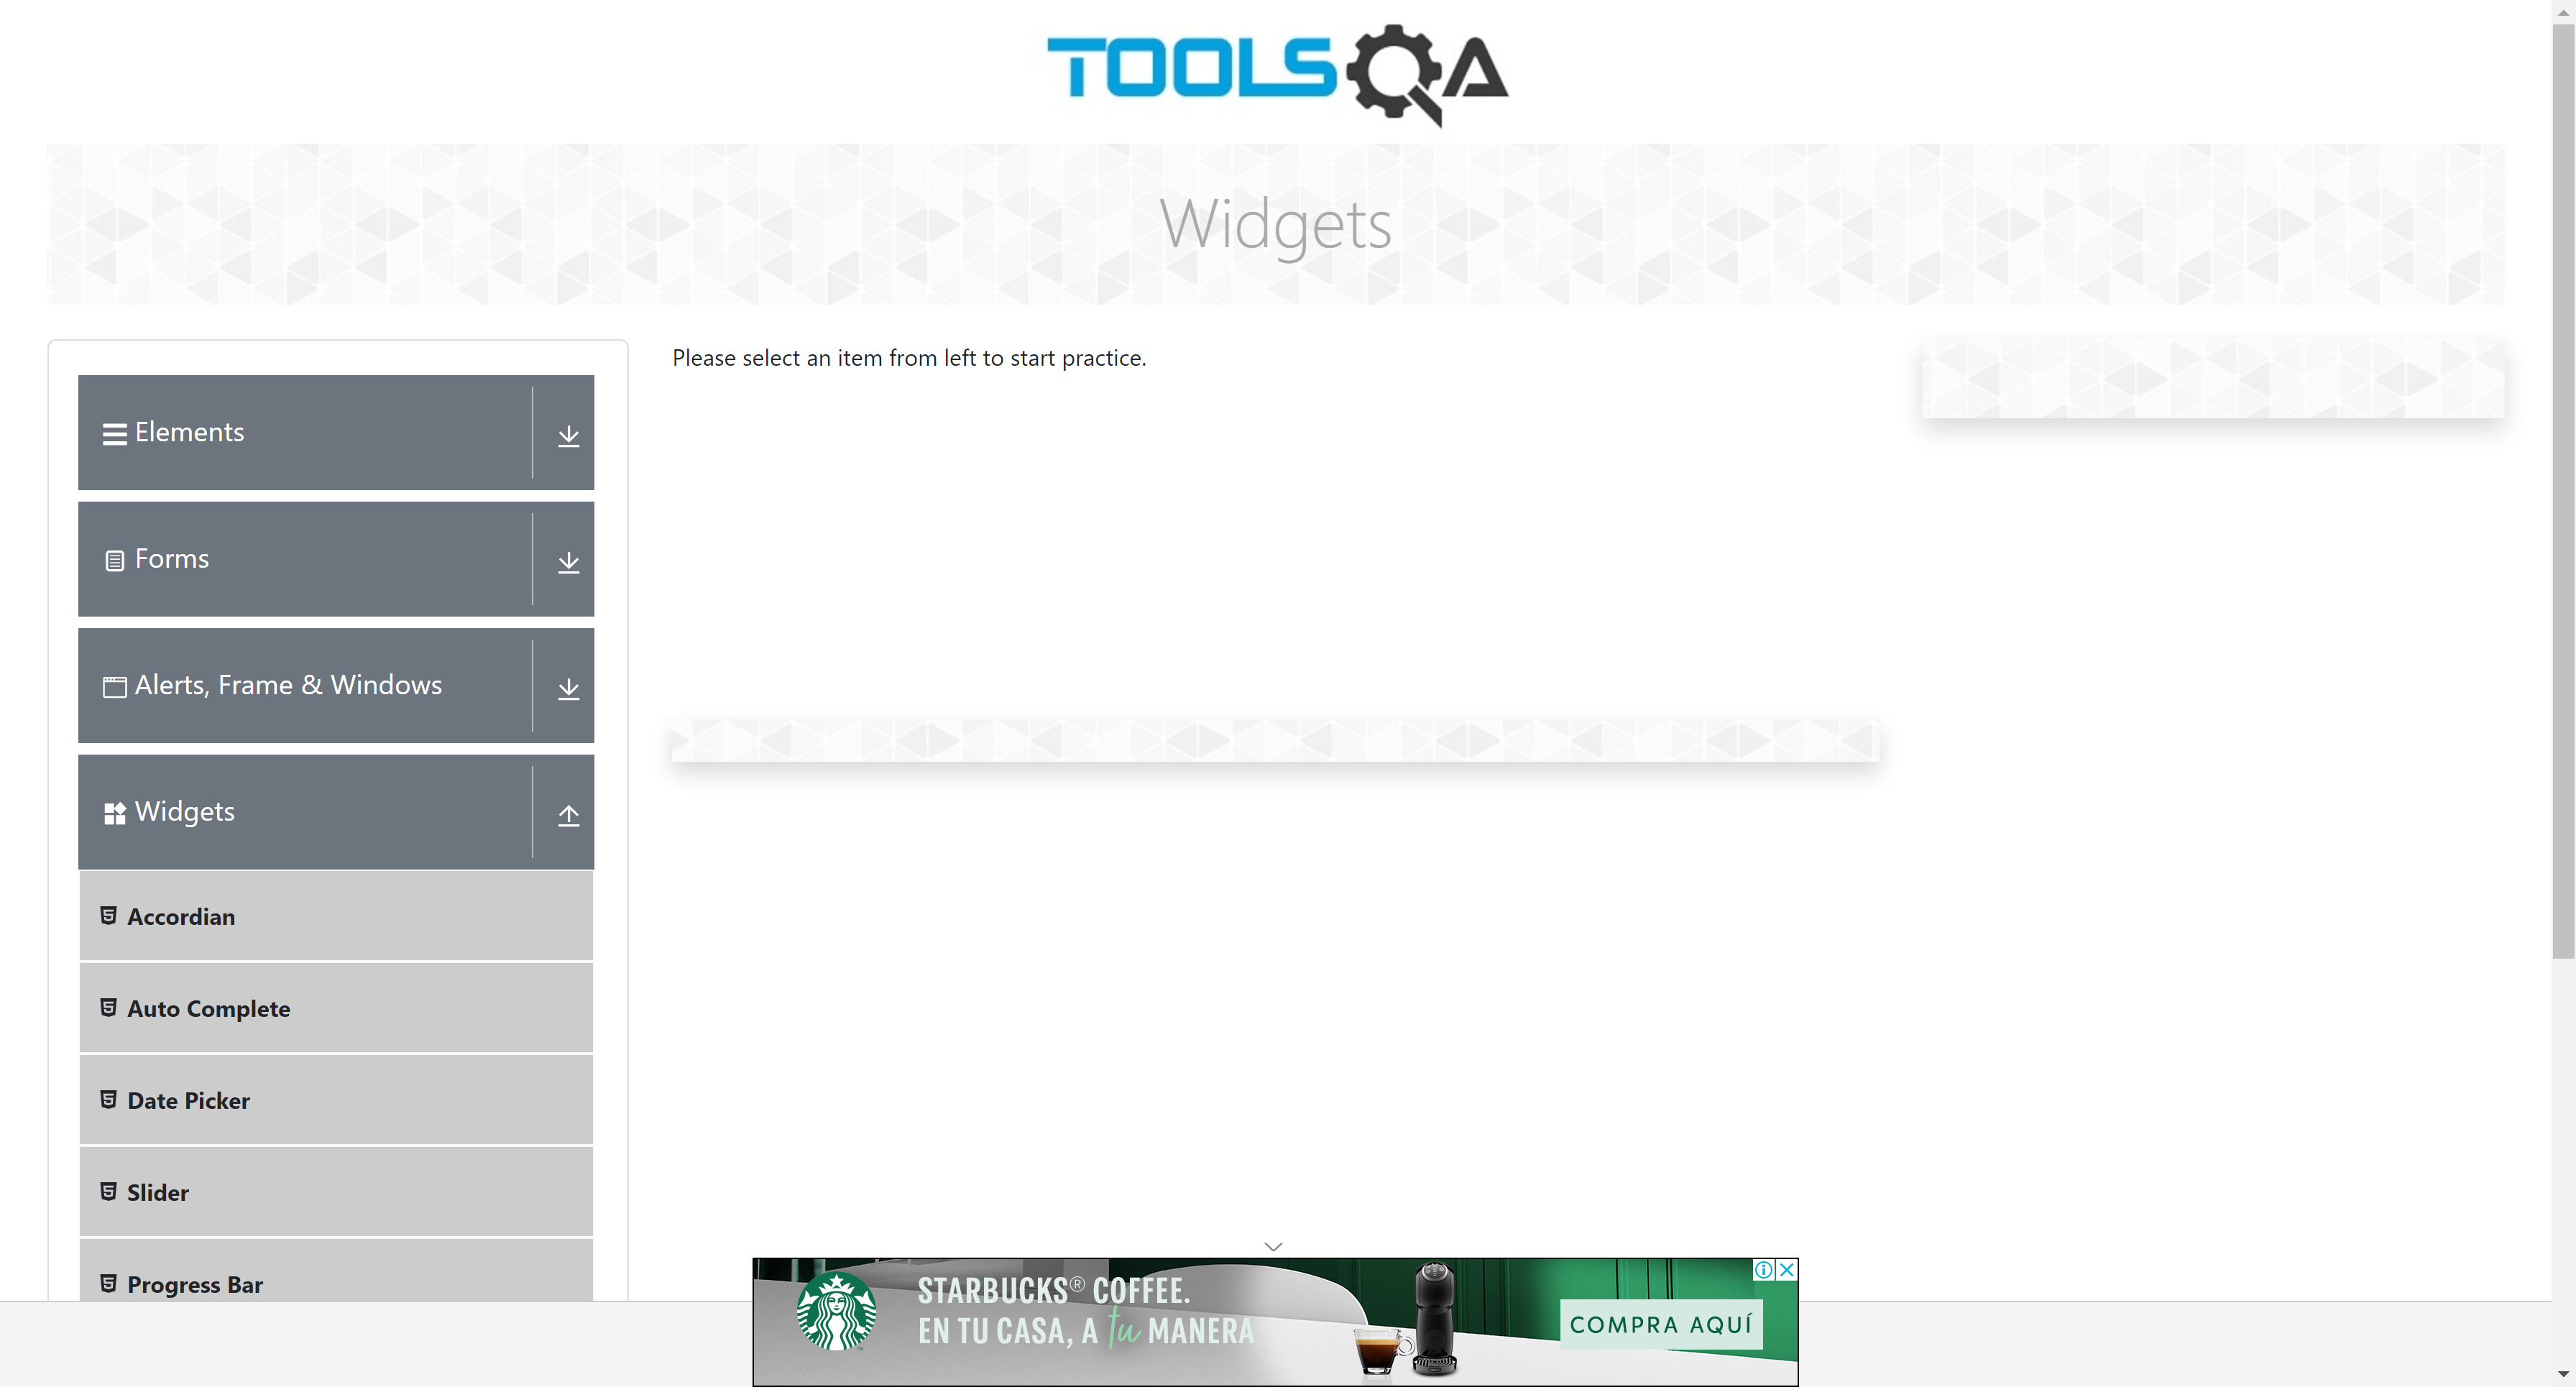 TOOLSQA
Widgets
Please select an item from left to start practice.
Elements
Forms
Alerts, Frame & Windows
Widgets
Accordian
Auto Complete
Date Picker
Slider
Progress Bar
STARBUCKS® COFFEE.
EN TU CASA, A tu MANERA
COMPRA AQUÍ